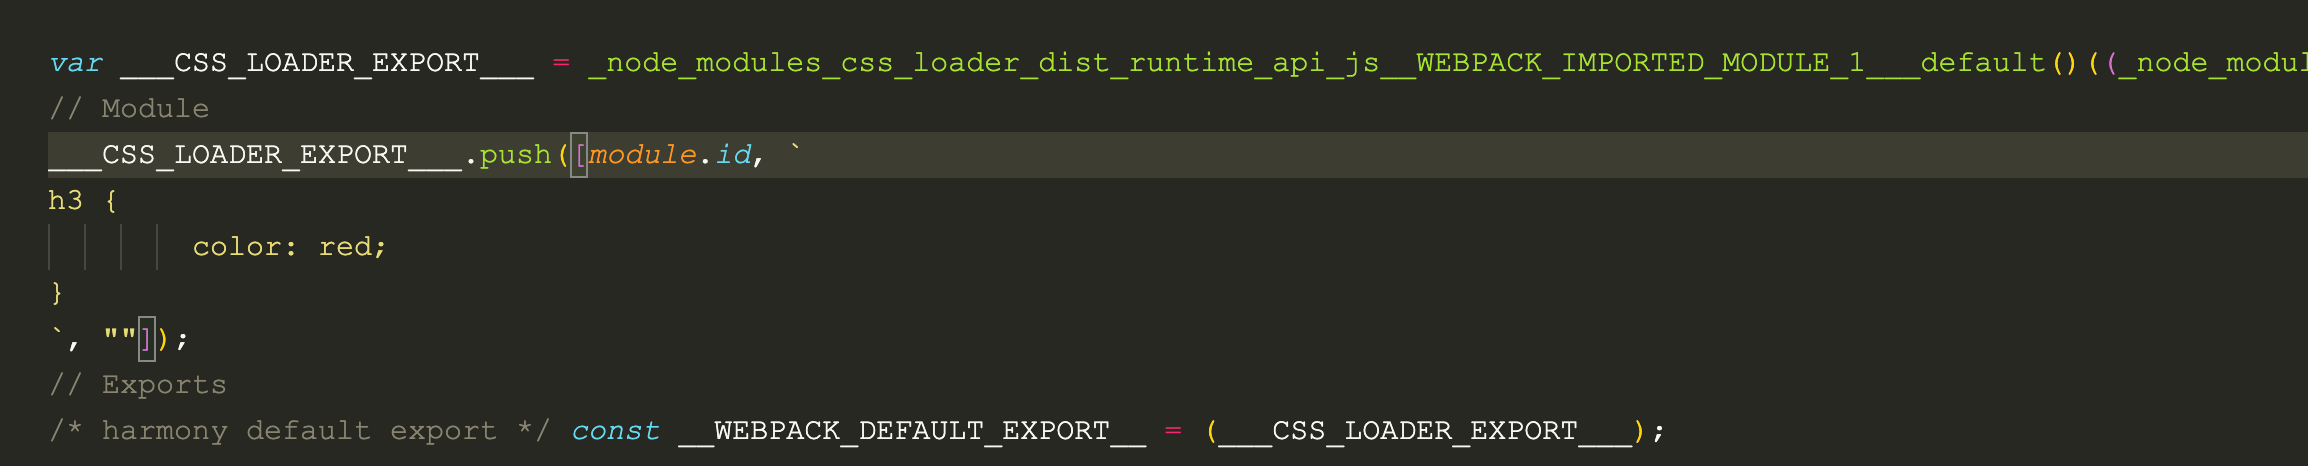 var ___CSS_LOADER_EXPORT___ = _node_modules_css_loader_dist_runtime_api_js__WEBPACK_IMPORTED_MODULE_1___default()((_node_modul
// Module
___CSS_LOADER_EXPORT___.push([module.id, `
h3 {
        color: red;
}
`, ""]);
// Exports
/* harmony default export */ const __WEBPACK_DEFAULT_EXPORT__ = (___CSS_LOADER_EXPORT___);